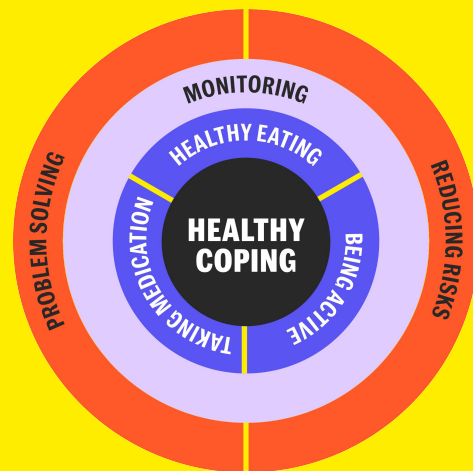 MONITORING
HEALTHY EATING
PROBLEM SOLVING
TAKING MEDICATION
HEALTHY
COPING
BEING ACTIVE
REDUCING RISKS